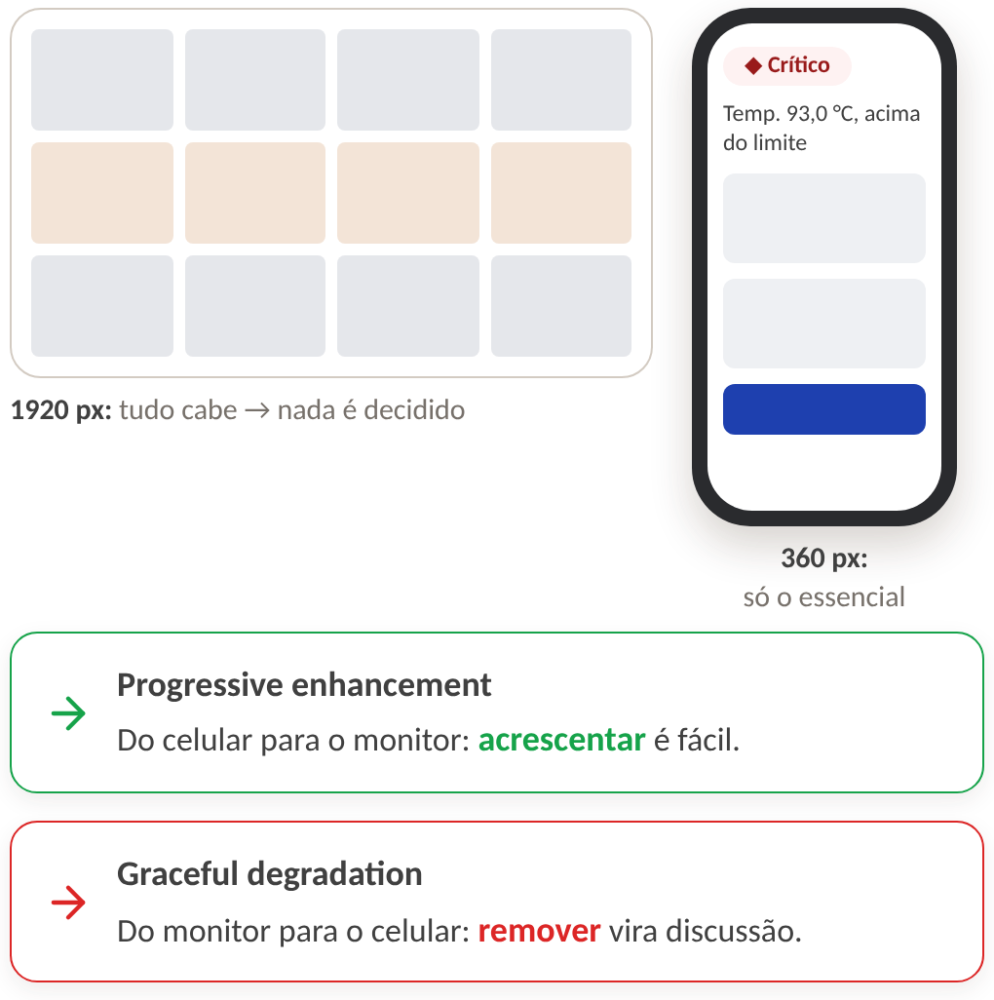 ◆ Crítico
Temp. 93,0 °C, acima
do limite
1920 px: tudo cabe → nada é decidido
360 px:
só o essencial
→ Progressive enhancement
Do celular para o monitor: acrescentar é fácil.
→ Graceful degradation
Do monitor para o celular: remover vira discussão.